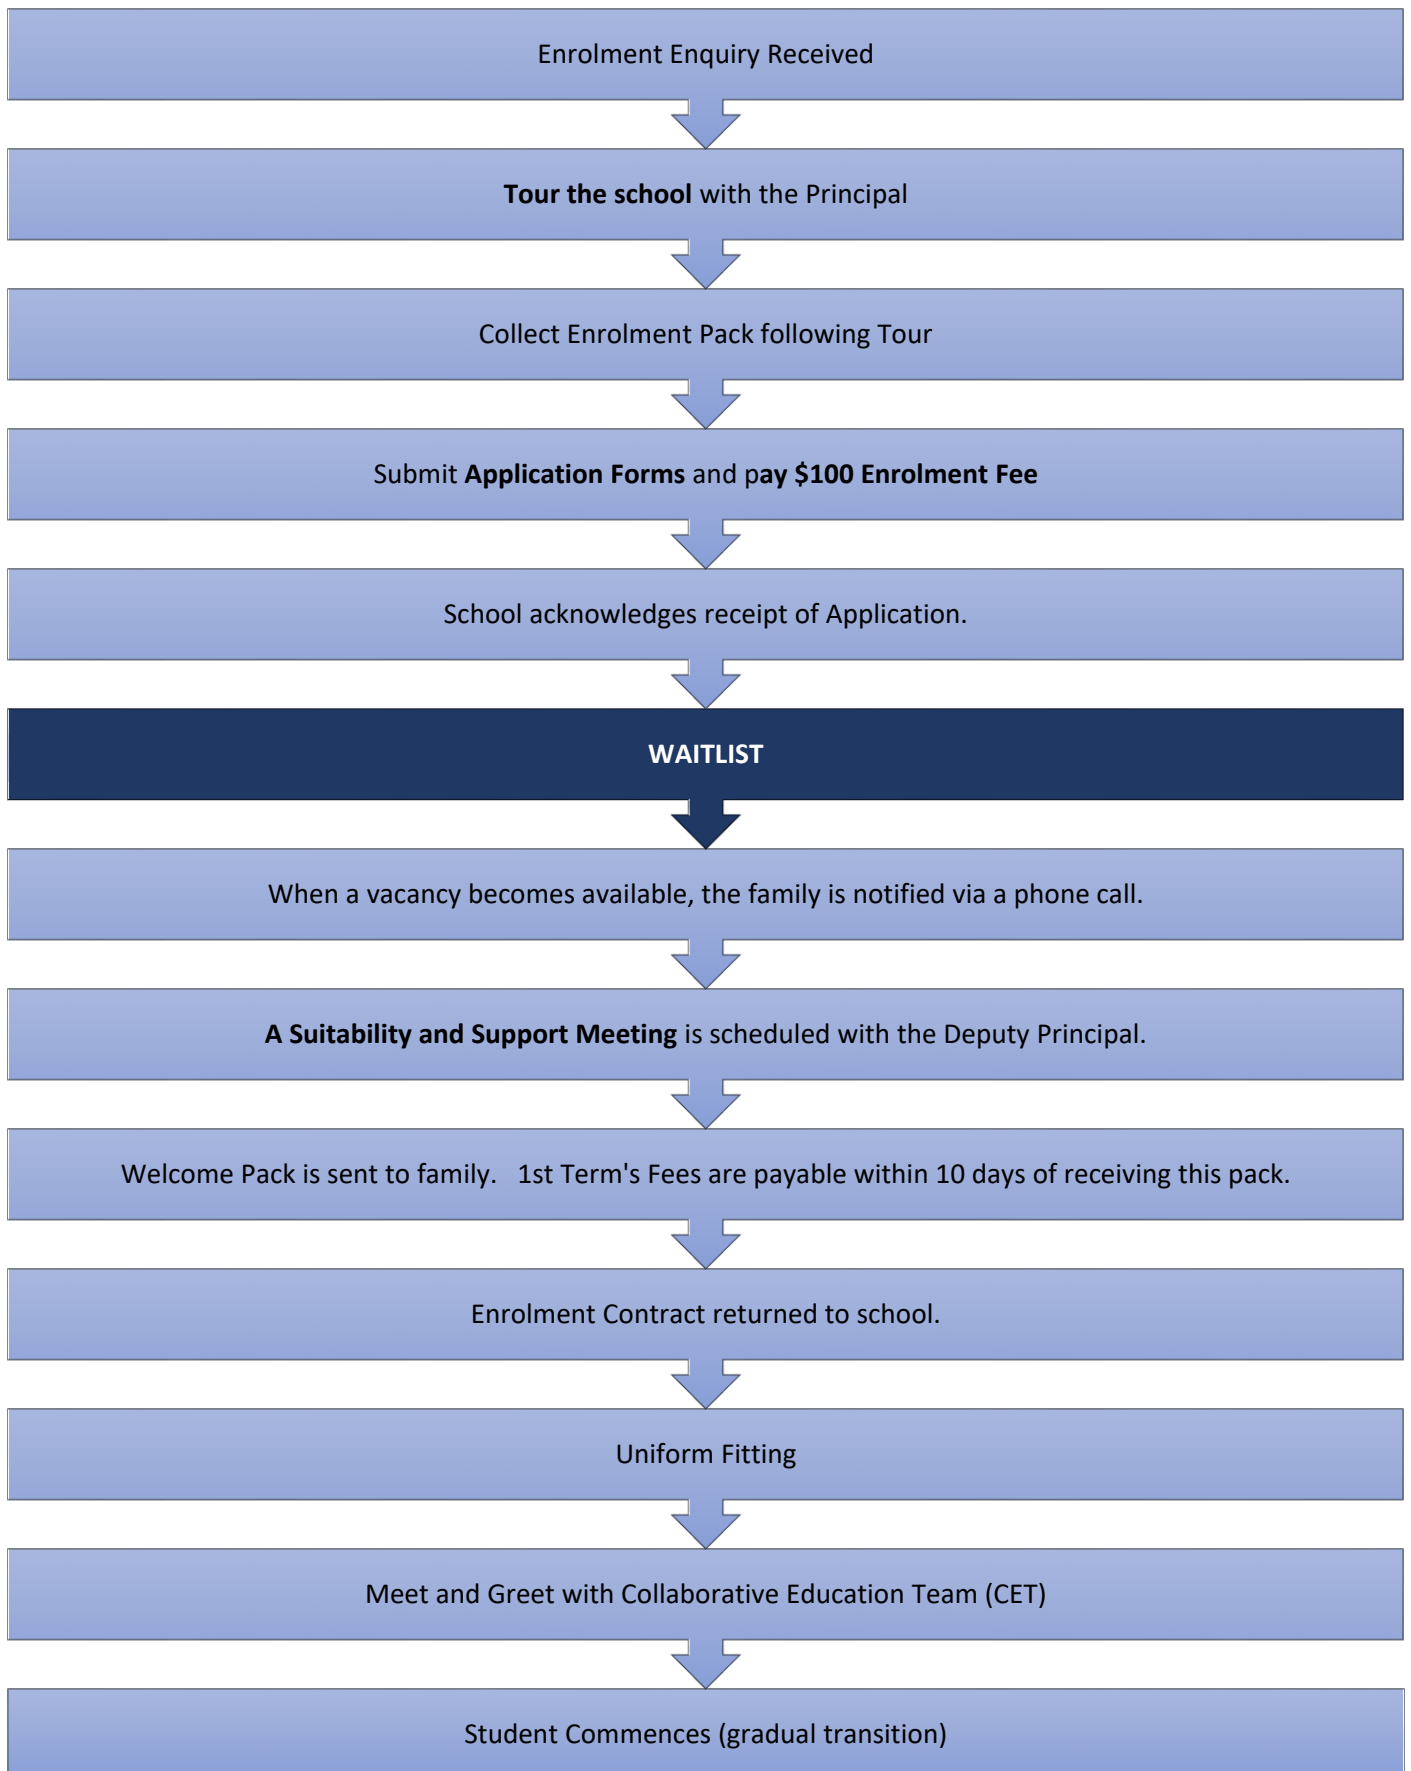 Enrolment Enquiry Received
Tour the school with the Principal
Collect Enrolment Pack following Tour
Submit Application Forms and pay $100 Enrolment Fee
School acknowledges receipt of Application.
WAITLIST
When a vacancy becomes available, the family is notified via a phone call.
A Suitability and Support Meeting is scheduled with the Deputy Principal.
Welcome Pack is sent to family.   1st Term's Fees are payable within 10 days of receiving this pack.
Enrolment Contract returned to school.
Uniform Fitting
Meet and Greet with Collaborative Education Team (CET)
Student Commences (gradual transition)